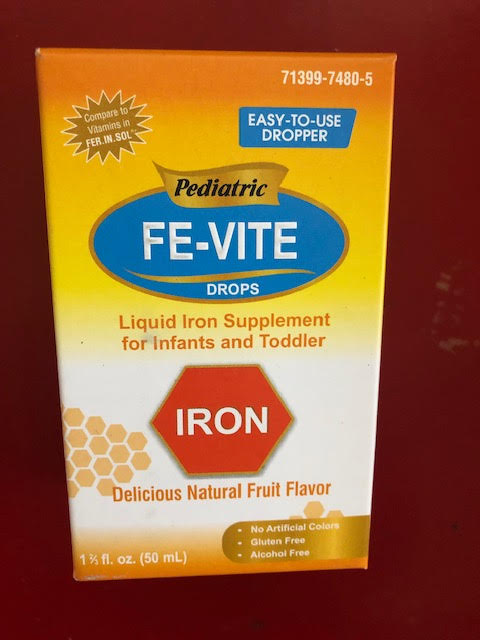 71399-7480-5
Compare to
Vitamins in
FER.IN.SOL
EASY-TO-USE
DROPPER
Pediatric
FE-VITE
DROPS
Liquid Iron Supplement
for Infants and Toddler
IRON
Delicious Natural Fruit Flavor
• No Artificial Colors
• Gluten Free
• Alcohol Free
1 ⅔ fl. oz. (50 mL)